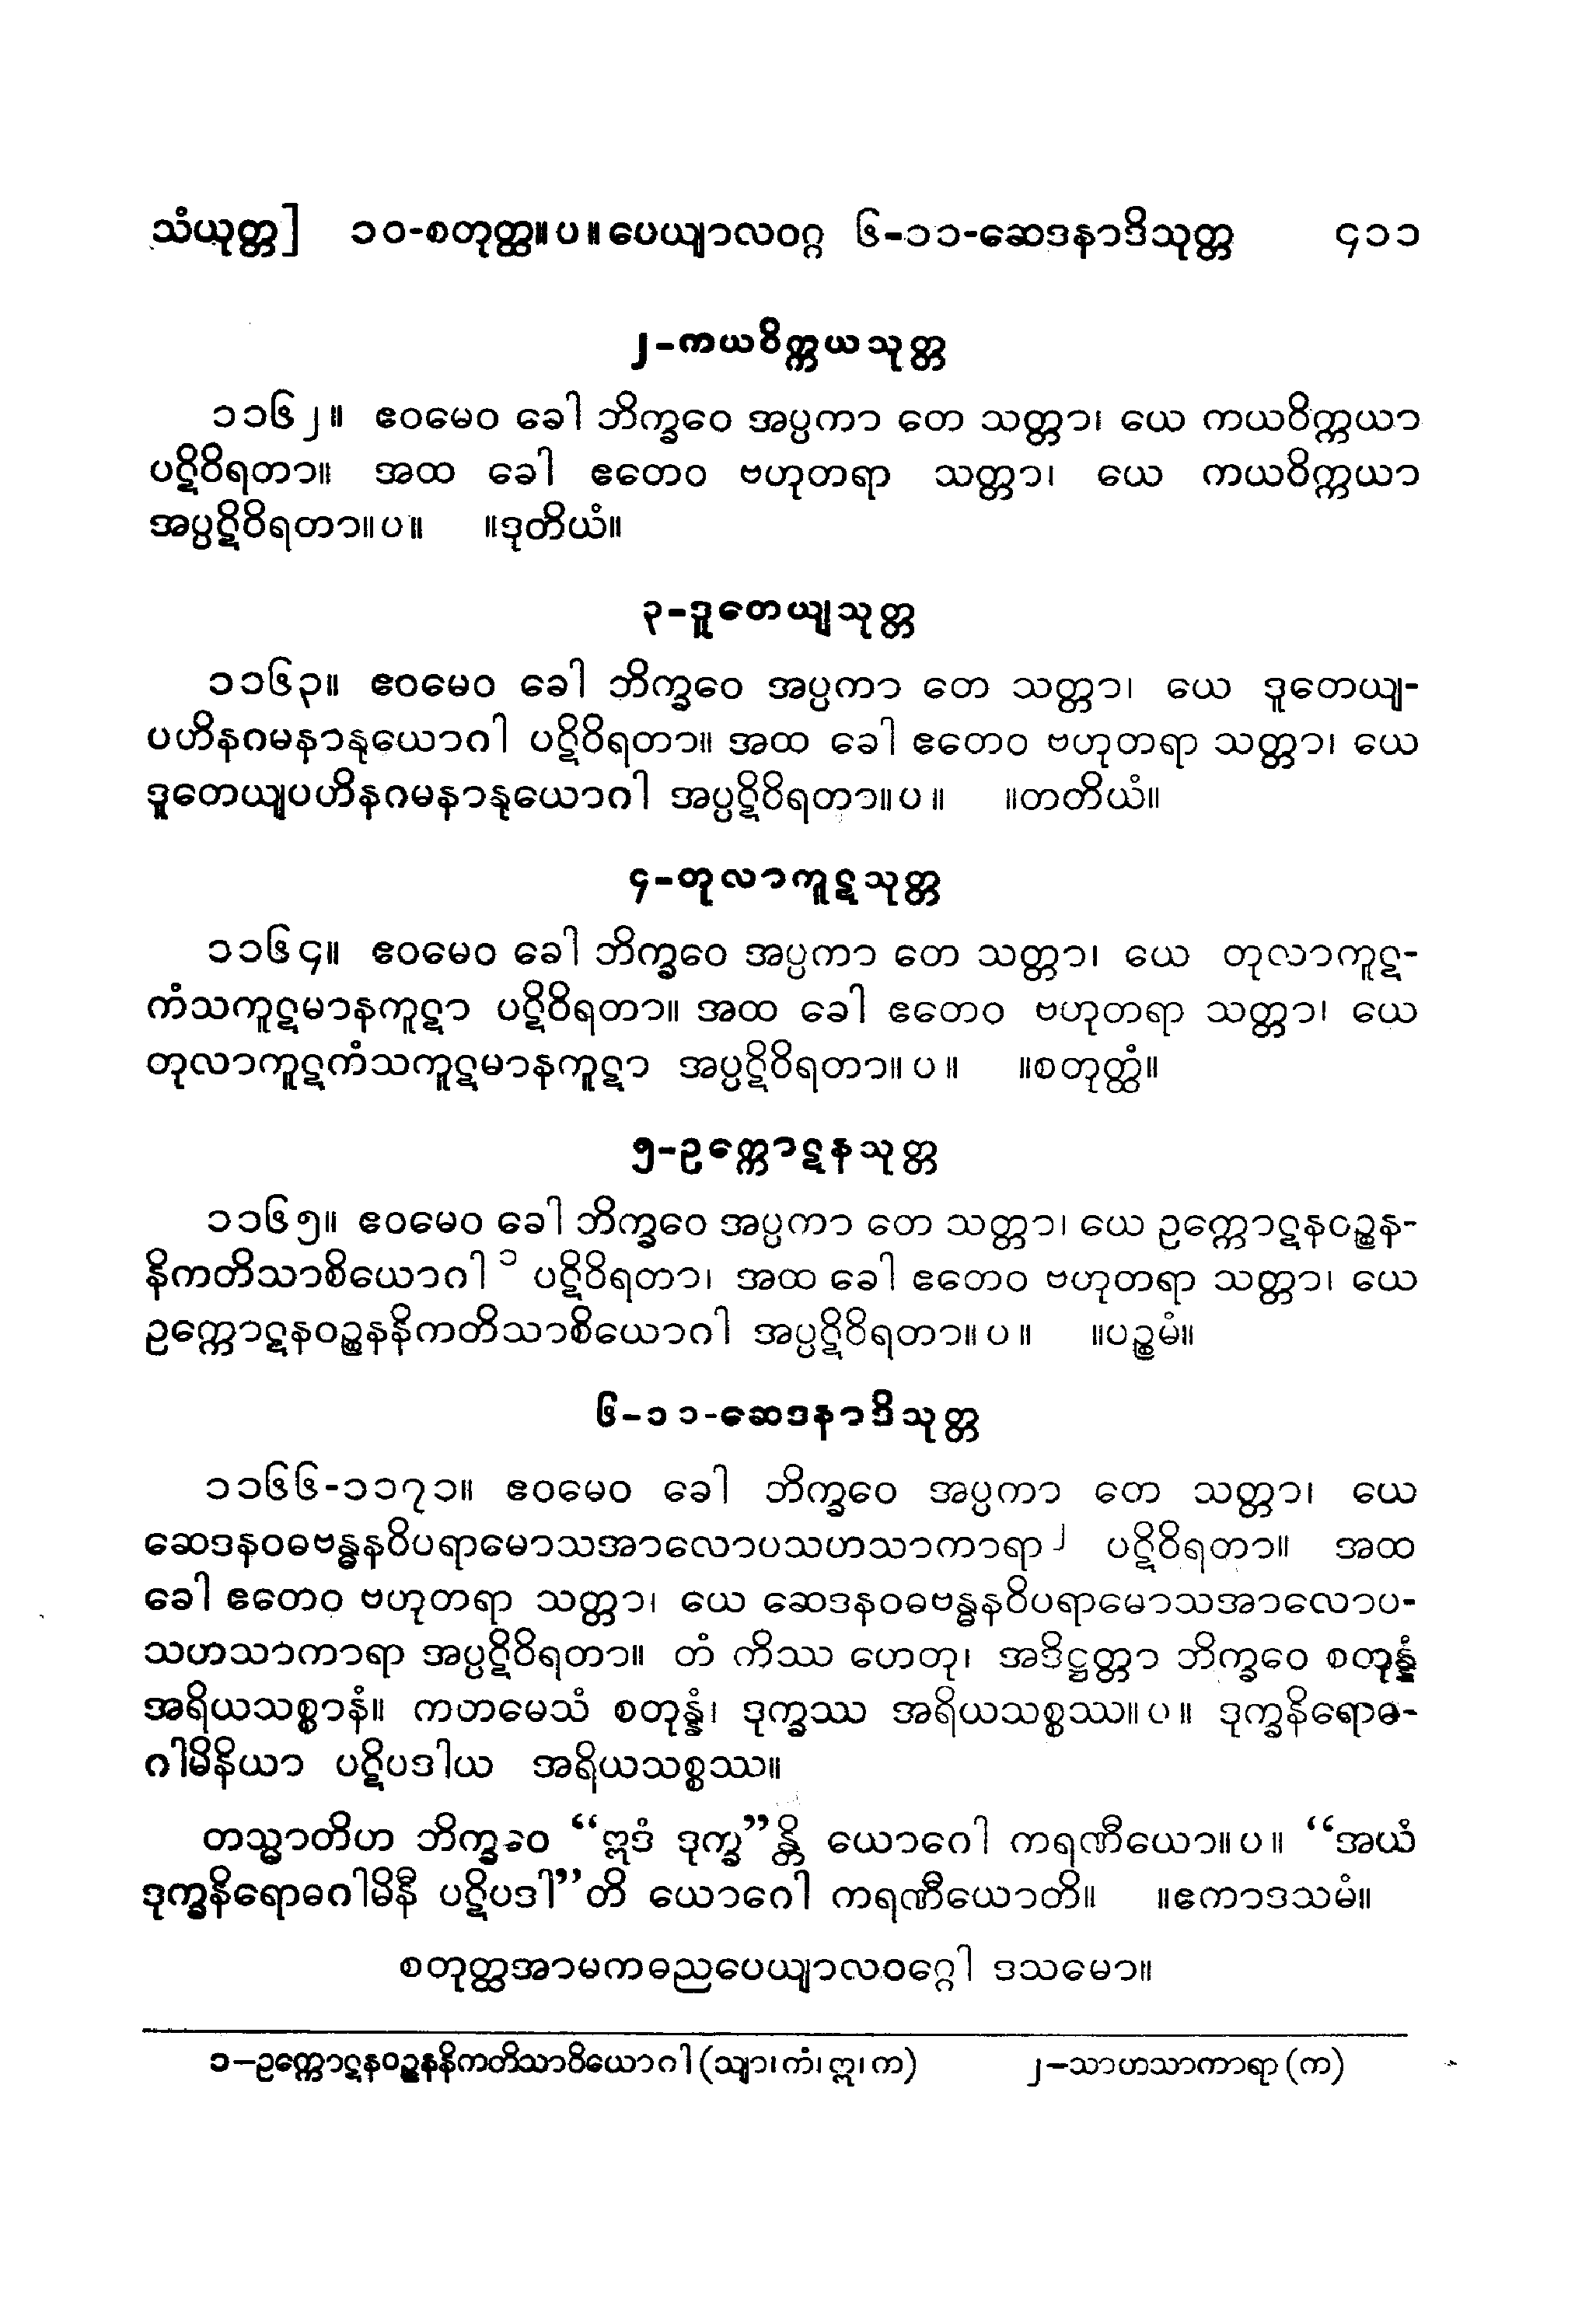 သံယုတ္တ] ၁၀-စတုတ္ထ။ပ။ပေယျာလဝဂ္ဂ ၆-၁၁-ဆေဒနာဒိသုတ္တ ၄၁၁
၂-ကယဝိက္ကယသုတ္တ
၁၁၆၂။ ဧဝမေဝ ခေါ ဘိက္ခဝေ အပ္ပကာ တေ သတ္တာ၊ ယေ ကယဝိက္ကယာ
ပဋိဝိရတာ။ အထ ခေါ ဧတေဝ ဗဟုတရာ သတ္တာ၊ ယေ ကယဝိက္ကယာ
အပ္ပဋိဝိရတာ။ပ။ ။ဒုတိယံ။
၃-ဒူတေယျသုတ္တ
၁၁၆၃။ ဧဝမေဝ ခေါ ဘိက္ခဝေ အပ္ပကာ တေ သတ္တာ၊ ယေ ဒူတေယျ-
ပဟိနဂမနာနုယောဂါ ပဋိဝိရတာ။ အထ ခေါ ဧတေဝ ဗဟုတရာ သတ္တာ၊ ယေ
ဒူတေယျပဟိနဂမနာနုယောဂါ အပ္ပဋိဝိရတာ။ပ။ ။တတိယံ။
၄-တုလာကူဋသုတ္တ
၁၁၆၄။ ဧဝမေဝ ခေါ ဘိက္ခဝေ အပ္ပကာ တေ သတ္တာ၊ ယေ တုလာကူဋ-
ကံသကူဋမာနကူဋာ ပဋိဝိရတာ။ အထ ခေါ ဧတေဝ ဗဟုတရာ သတ္တာ၊ ယေ
တုလာကူဋကံသကူဋမာနကူဋာ အပ္ပဋိဝိရတာ။ပ။ ။စတုတ္ထံ။
၅-ဥက္ကောဋနသုတ္တ
၁၁၆၅။ ဧဝမေဝ ခေါ ဘိက္ခဝေ အပ္ပကာ တေ သတ္တာ၊ ယေ ဥက္ကောဋနဝဉ္စန-
နိကတိသာစိယောဂါ ၁ ပဋိဝိရတာ၊ အထ ခေါ ဧတေဝ ဗဟုတရာ သတ္တာ၊ ယေ
ဥက္ကောဋနဝဉ္စနနိကတိသာစိယောဂါ အပ္ပဋိဝိရတာ။ပ။ ။ပဉ္စမံ။
၆-၁၁-ဆေဒနာဒိသုတ္တ
၁၁၆၆-၁၁၇၁။ ဧဝမေဝ ခေါ ဘိက္ခဝေ အပ္ပကာ တေ သတ္တာ၊ ယေ
ဆေဒနဝဓဗန္ဓနဝိပရာမောသအာလောပသဟသာကာရာ ၂ ပဋိဝိရတာ။ အထ
ခေါ ဧတေဝ ဗဟုတရာ သတ္တာ၊ ယေ ဆေဒနဝဓဗန္ဓနဝိပရာမောသအာလောပ-
သဟသာကာရာ အပ္ပဋိဝိရတာ။ တံ ကိဿ ဟေတု၊ အဒိဋ္ဌတ္တာ ဘိက္ခဝေ စတုန္နံ
အရိယသစ္စာနံ။ ကတမေသံ စတုန္နံ၊ ဒုက္ခဿ အရိယသစ္စဿ။ပ။ ဒုက္ခနိရောဓ-
ဂါမိနိယာ ပဋိပဒါယ အရိယသစ္စဿ။
တသ္မာတိဟ ဘိက္ခဝေ “ဣဒံ ဒုက္ခ”န္တိ ယောဂေါ ကရဏီယော။ပ။ “အယံ
ဒုက္ခနိရောဓဂါမိနီ ပဋိပဒါ”တိ ယောဂေါ ကရဏီယောတိ။ ။ဧကာဒသမံ။
စတုတ္ထအာမကဓညပေယျာလဝဂ္ဂေါ ဒသမော။
၁–ဥက္ကောဋနဝဉ္စနနိကတိသာဝိယောဂါ (သျာ၊ကံ၊ဣ၊က) ၂–သာဟသာကာရာ (က)